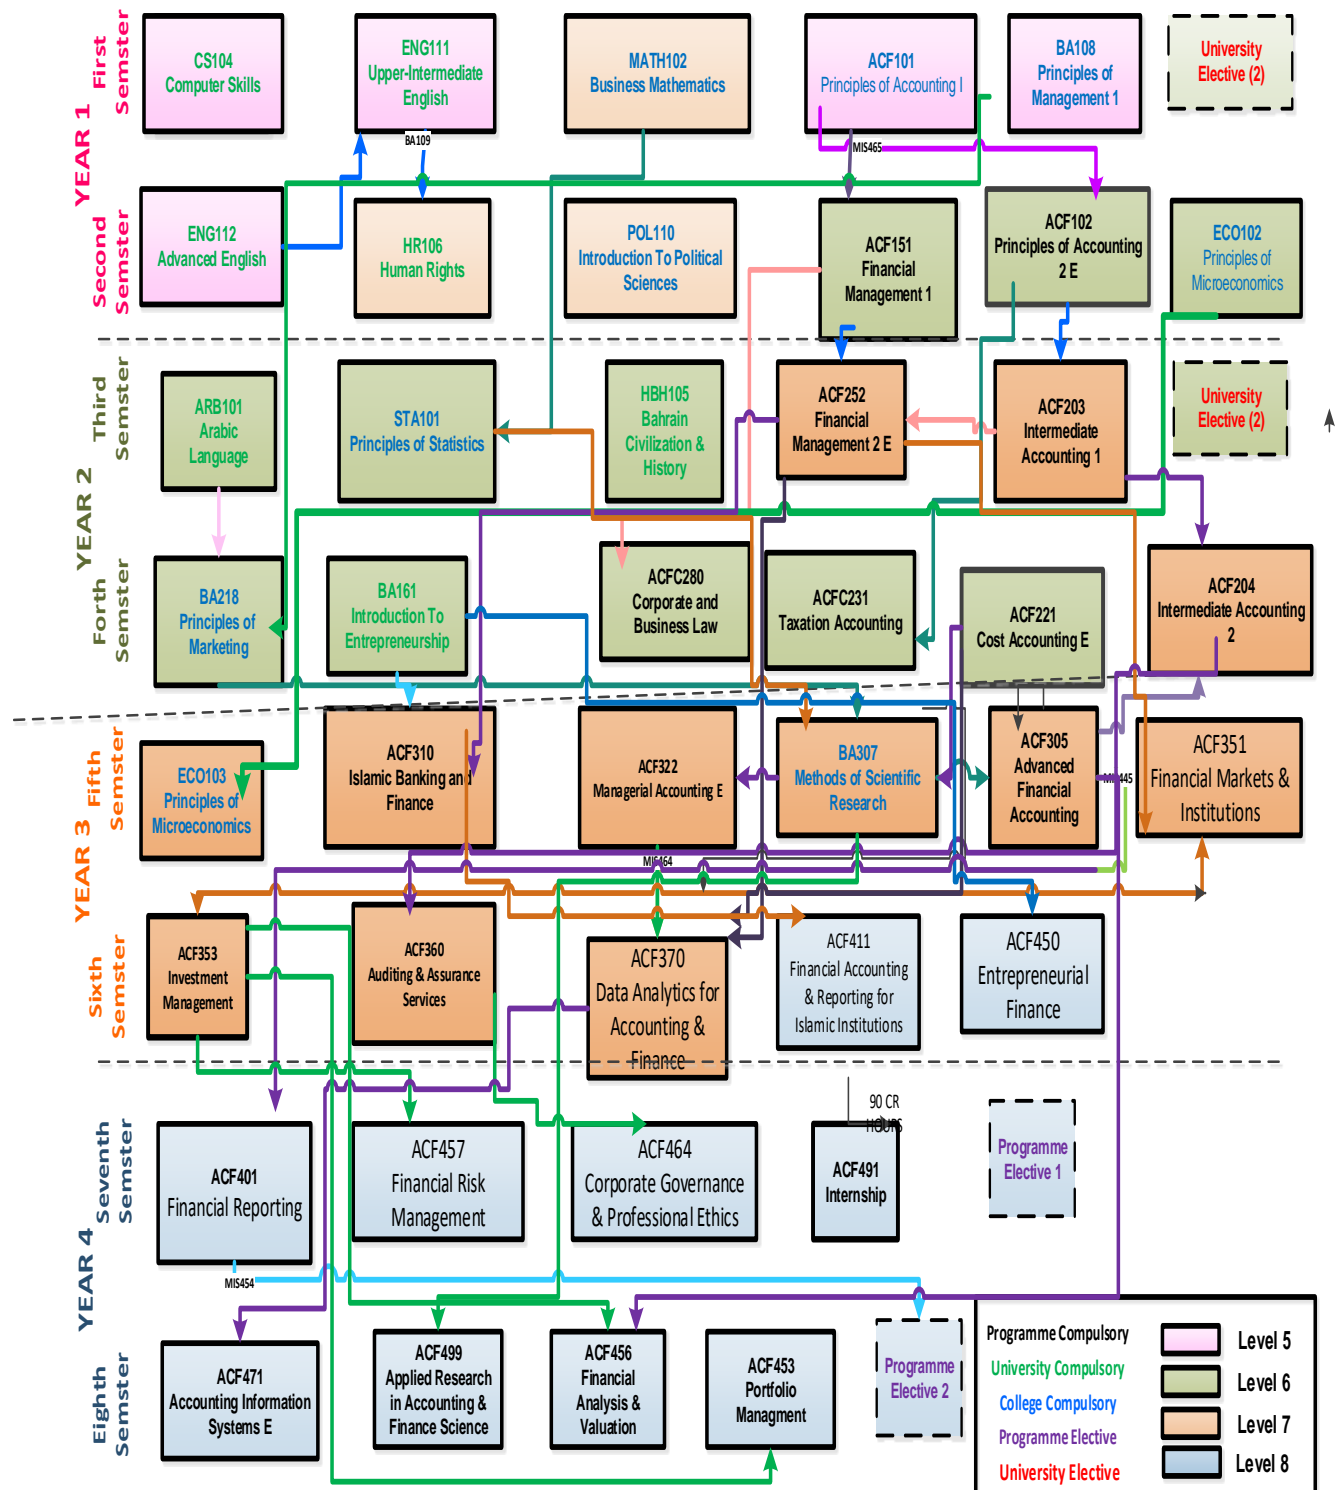 YEAR 1
First
Semster
CS104
Computer Skills
ENG111
Upper-Intermediate
English
MATH102
Business Mathematics
ACF101
Principles of Accounting I
BA108
Principles of
Management 1
University
Elective (2)
BA109
MIS465
Second
Semster
ENG112
Advanced English
HR106
Human Rights
POL110
Introduction To Political
Sciences
ACF151
Financial
Management 1
ACF102
Principles of Accounting
2 E
ECO102
Principles of
Microeconomics
YEAR 2
Third
Semster
ARB101
Arabic
Language
STA101
Principles of Statistics
HBH105
Bahrain
Civilization &
History
ACF252
Financial
Management 2 E
ACF203
Intermediate
Accounting 1
University
Elective (2)
Forth
Semster
BA218
Principles of
Marketing
BA161
Introduction To
Entrepreneurship
ACFC280
Corporate and
Business Law
ACFC231
Taxation Accounting
ACF221
Cost Accounting E
ACF204
Intermediate Accounting
2
YEAR 3
Fifth
Semster
ECO103
Principles of
Microeconomics
ACF310
Islamic Banking and
Finance
ACF322
Managerial Accounting E
BA307
Methods of Scientific
Research
ACF305
Advanced
Financial
Accounting
MIS445
ACF351
Financial Markets &
Institutions
MIS464
Sixth
Semster
ACF353
Investment
Management
ACF360
Auditing & Assurance
Services
ACF370
Data Analytics for
Accounting &
Finance
ACF411
Financial Accounting
& Reporting for
Islamic Institutions
ACF450
Entrepreneurial
Finance
YEAR 4
Seventh
Semster
ACF401
Financial Reporting
ACF457
Financial Risk
Management
ACF464
Corporate Governance
& Professional Ethics
90 CR
HOURS
ACF491
Internship
Programme
Elective 1
MIS454
Eighth
Semster
ACF471
Accounting Information
Systems E
ACF499
Applied Research
in Accounting &
Finance Science
ACF456
Financial
Analysis &
Valuation
ACF453
Portfolio
Managment
Programme
Elective 2
Programme Compulsory
University Compulsory
College Compulsory
Programme Elective
University Elective
Level 5
Level 6
Level 7
Level 8